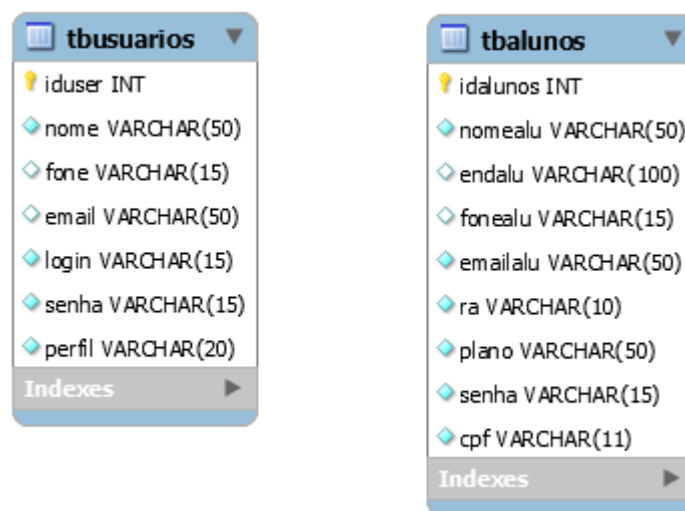 tbusuarios
iduser INT
nome VARCHAR(50)
fone VARCHAR(15)
email VARCHAR(50)
login VARCHAR(15)
senha VARCHAR(15)
perfil VARCHAR(20)
Indexes
tbalunos
idalunos INT
nomealu VARCHAR(50)
endalu VARCHAR(100)
fonealu VARCHAR(15)
emailalu VARCHAR(50)
ra VARCHAR(10)
plano VARCHAR(50)
senha VARCHAR(15)
cpf VARCHAR(11)
Indexes